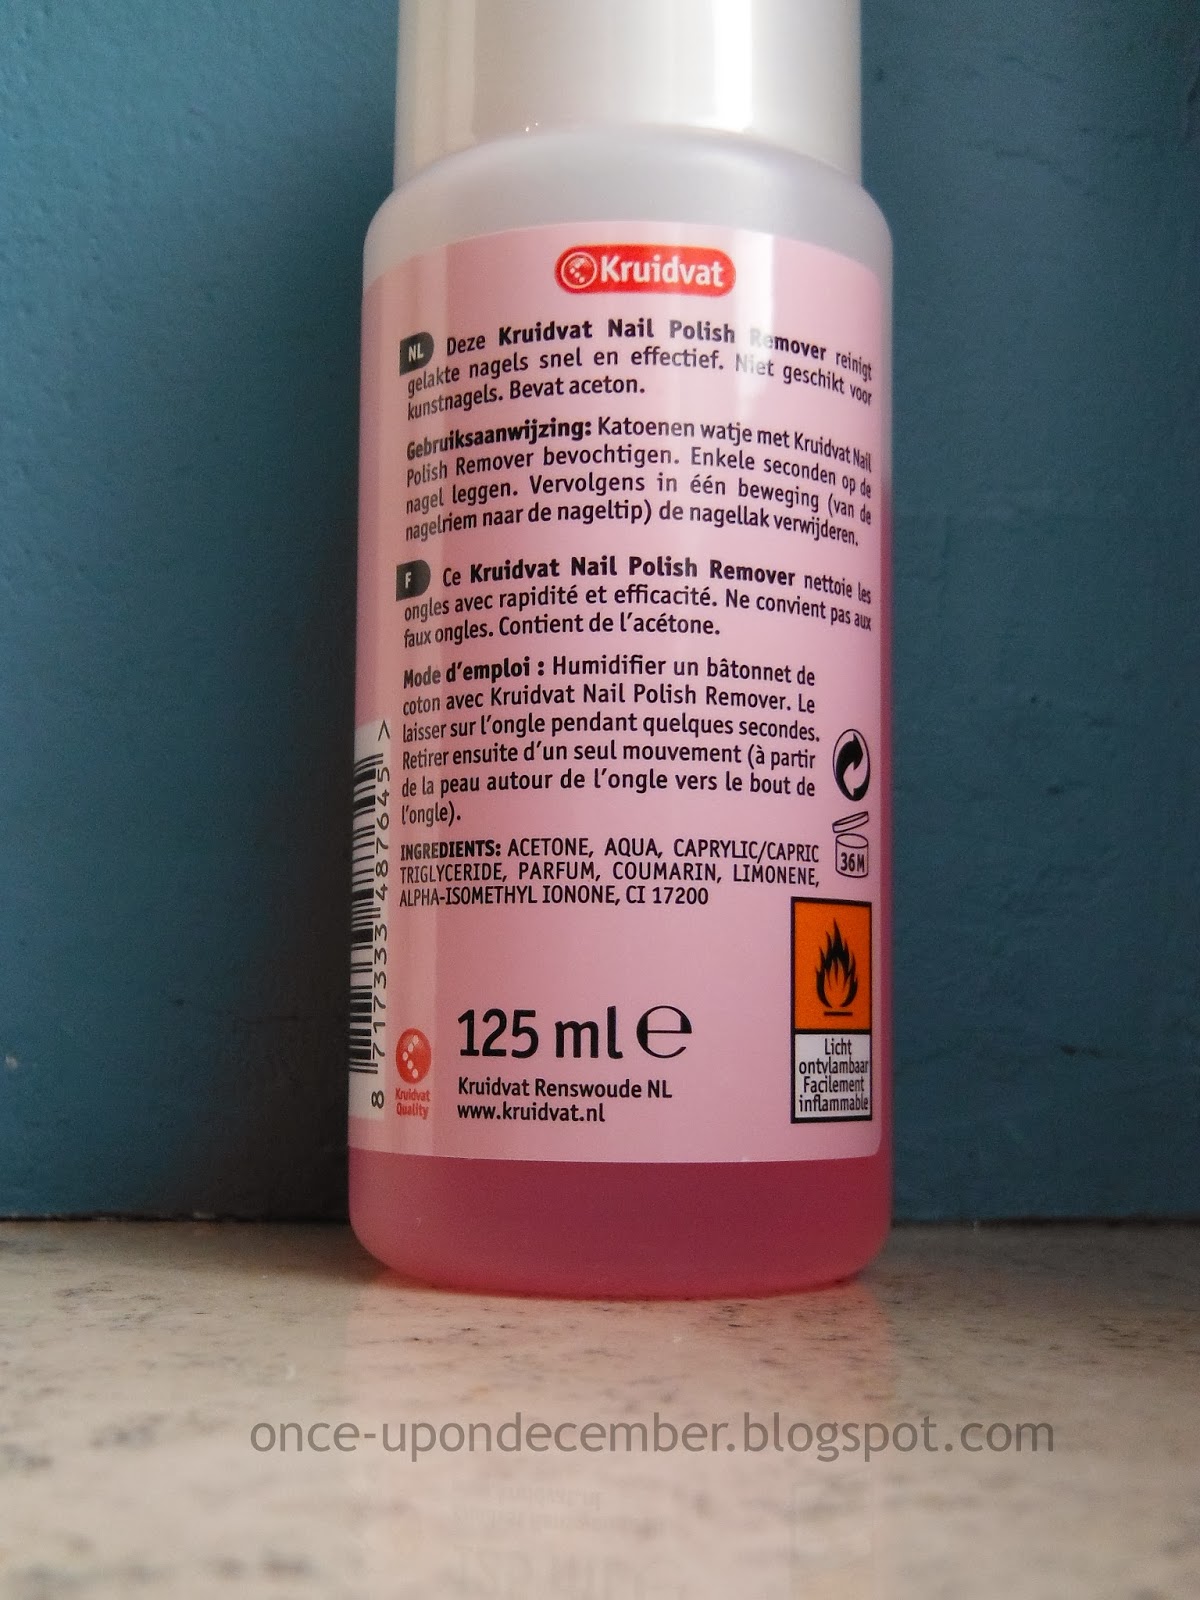 Kruidvat
NL Deze Kruidvat Nail Polish Remover reinigt
gelakte nagels snel en effectief. Niet geschikt voor
kunstnagels. Bevat aceton.
Gebruiksaanwijzing: Katoenen watje met Kruidvat Nail
Polish Remover bevochtigen. Enkele seconden op de
nagel leggen. Vervolgens in één beweging (van de
nagelriem naar de nageltip) de nagellak verwijderen.
F Ce Kruidvat Nail Polish Remover nettoie les
ongles avec rapidité et efficacité. Ne convient pas aux
faux ongles. Contient de l'acétone.
Mode d'emploi : Humidifier un bâtonnet de
coton avec Kruidvat Nail Polish Remover. Le
laisser sur l'ongle pendant quelques secondes.
Retirer ensuite d'un seul mouvement (à partir
de la peau autour de l'ongle vers le bout de
l'ongle).
INGREDIENTS: ACETONE, AQUA, CAPRYLIC/CAPRIC
TRIGLYCERIDE, PARFUM, COUMARIN, LIMONENE,
ALPHA-ISOMETHYL IONONE, CI 17200
36M
8 717333 487645 >
125 ml e
Kruidvat Renswoude NL
www.kruidvat.nl
Kruidvat
Quality
Licht
ontvlambaar
Facilement
inflammable
once-upondecember.blogspot.com